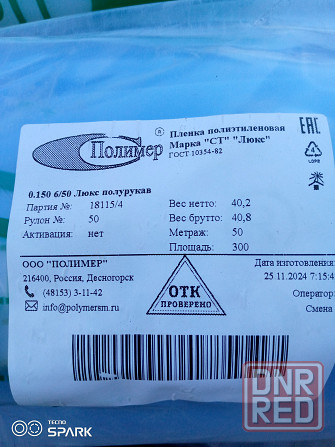 Полимер
®
Пленка полиэтиленовая
Марка "СТ" "Люкс"
ГОСТ 10354-82
EAC
4
LDPE
0.150 6/50 Люкс полурукав
Партия №: 18115/4
Рулон №: 50
Активация: нет
Вес нетто: 40,2
Вес брутто: 40,8
Метраж: 50
Площадь: 300
ООО "ПОЛИМЕР"
216400, Россия, Десногорск
(48153) 3-11-42
info@polymersm.ru
ОТК
ПРОВЕРЕНО
Дата изготовления:
25.11.2024 7:15:4
Оператор:
Смена
DNR
RED
TECNO
SPARK